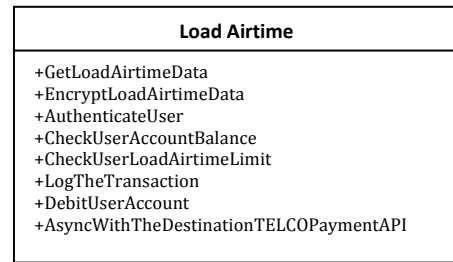 Load Airtime
+GetLoadAirtimeData
+EncryptLoadAirtimeData
+AuthenticateUser
+CheckUserAccountBalance
+CheckUserLoadAirtimeLimit
+LogTheTransaction
+DebitUserAccount
+AsyncWithTheDestinationTELCOPaymentAPI